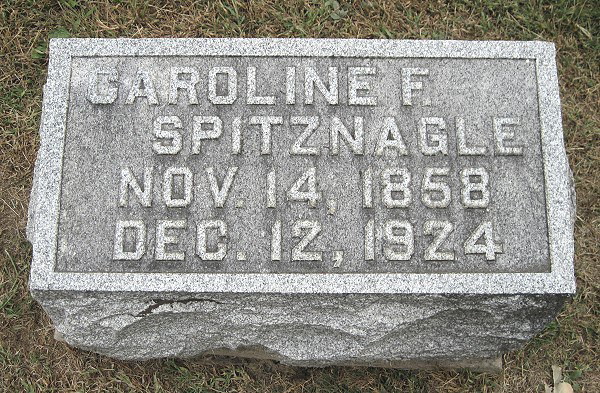 CAROLINE F.
SPITZNAGLE
NOV. 14, 1858
DEC. 12, 1924